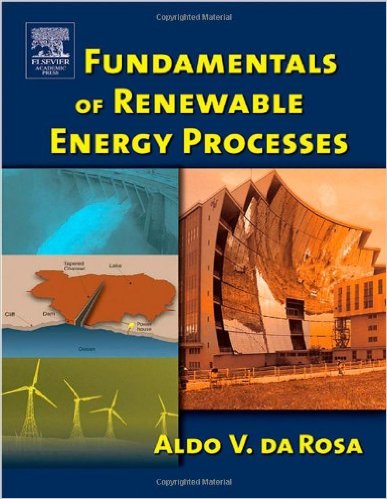 Copyrighted Material
ELSEVIER
ACADEMIC
PRESS
FUNDAMENTALS
OF RENEWABLE
ENERGY PROCESSES
Tapered
Channel
Lake
Cliff
Dam
Power
house
Ocean
ALDO V. DA ROSA
Copyrighted Material